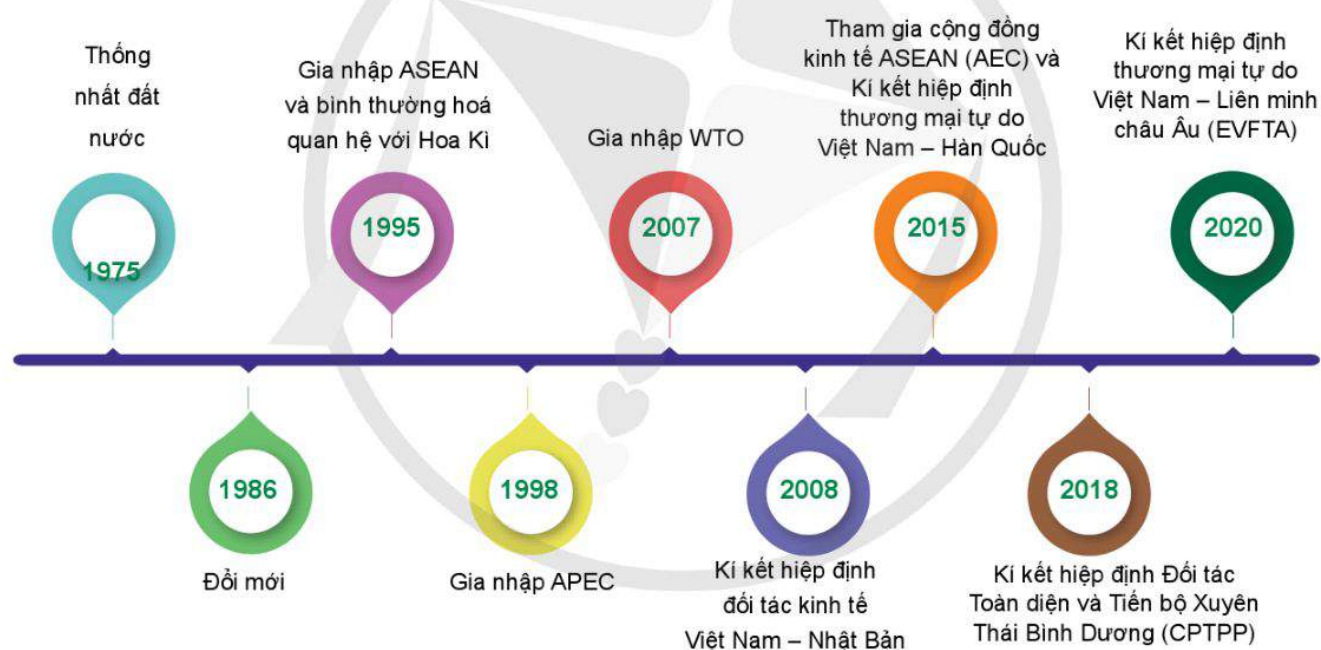 Thống
nhất đất
nước
1975
Đổi mới
1986
Gia nhập ASEAN
và bình thường hoá
quan hệ với Hoa Kì
1995
Gia nhập APEC
1998
Gia nhập WTO
2007
2008
Kí kết hiệp định
đối tác kinh tế
Việt Nam – Nhật Bản
Tham gia cộng đồng
kinh tế ASEAN (AEC) và
Kí kết hiệp định
thương mại tự do
Việt Nam – Hàn Quốc
2015
2018
Kí kết hiệp định Đối tác
Toàn diện và Tiến bộ Xuyên
Thái Bình Dương (CPTPP)
Kí kết hiệp định
thương mại tự do
Việt Nam – Liên minh
châu Âu (EVFTA)
2020